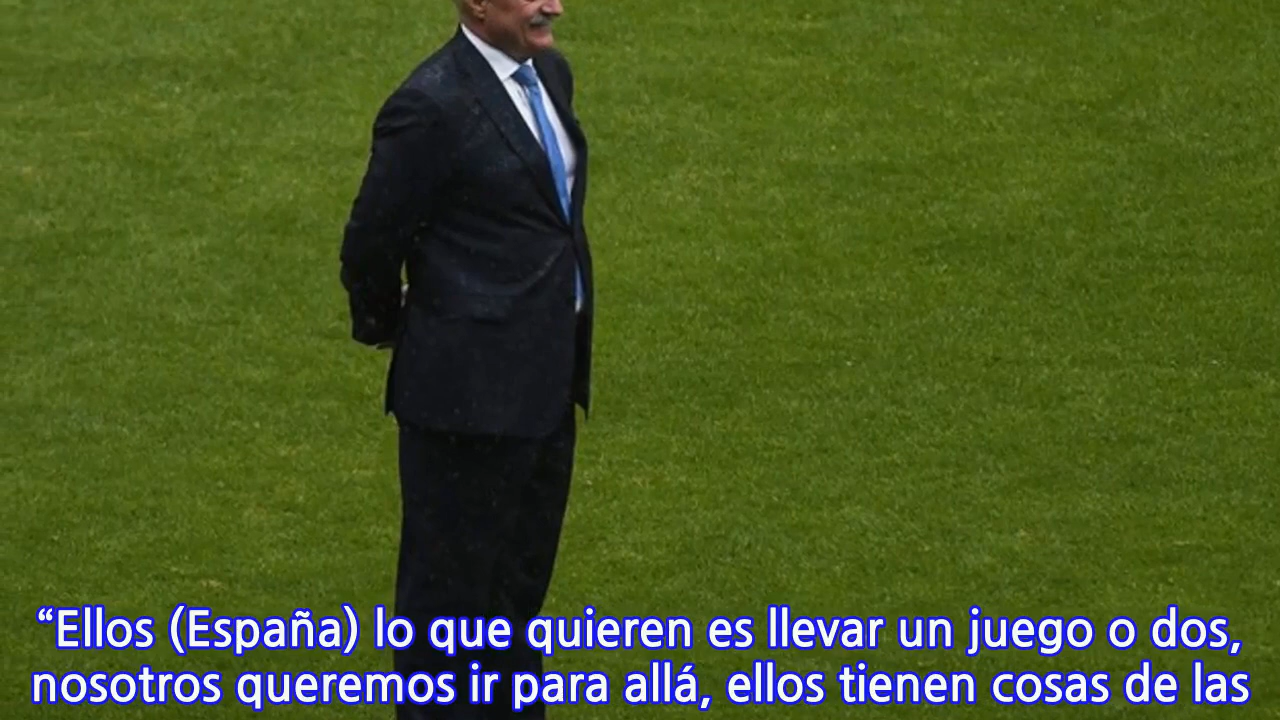 “Ellos (España) lo que quieren es llevar un juego o dos,
nosotros queremos ir para allá, ellos tienen cosas de las